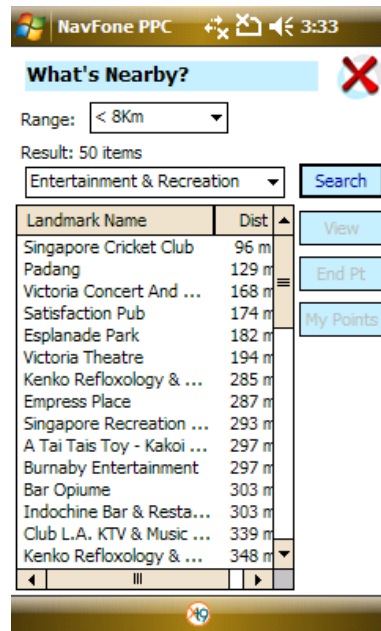 NavFone PPC 3:33
What's Nearby?
Range: < 8Km
Result: 50 items
Entertainment & Recreation Search
Landmark Name Dist View
Singapore Cricket Club 96 m
Padang 129 m
Victoria Concert And ... 168 m End Pt
Satisfaction Pub 174 m
Esplanade Park 182 m My Points
Victoria Theatre 194 m
Kenko Refloxology & ... 285 m
Empress Place 287 m
Singapore Recreation ... 293 m
A Tai Tais Toy - Kakoi ... 297 m
Burnaby Entertainment 297 m
Bar Opiume 303 m
Indochine Bar & Resta... 303 m
Club L.A. KTV & Music ... 339 m
Kenko Refloxology & ... 348 m